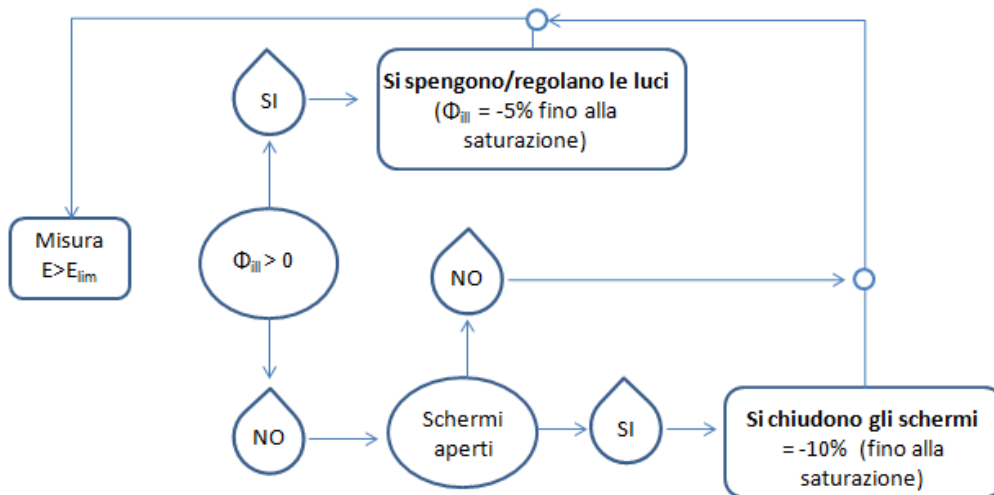 Si spengono/regolano le luci
(Φill = -5% fino alla
saturazione)
SI
Misura
E>Elim
Φill > 0
NO
NO
Schermi
aperti
SI
Si chiudono gli schermi
= -10% (fino alla
saturazione)